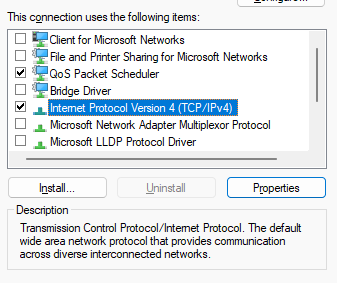 This connection uses the following items:
Client for Microsoft Networks
File and Printer Sharing for Microsoft Networks
QoS Packet Scheduler
Bridge Driver
Internet Protocol Version 4 (TCP/IPv4)
Microsoft Network Adapter Multiplexor Protocol
Microsoft LLDP Protocol Driver
Install...
Uninstall
Properties
Description
Transmission Control Protocol/Internet Protocol. The default
wide area network protocol that provides communication
across diverse interconnected networks.